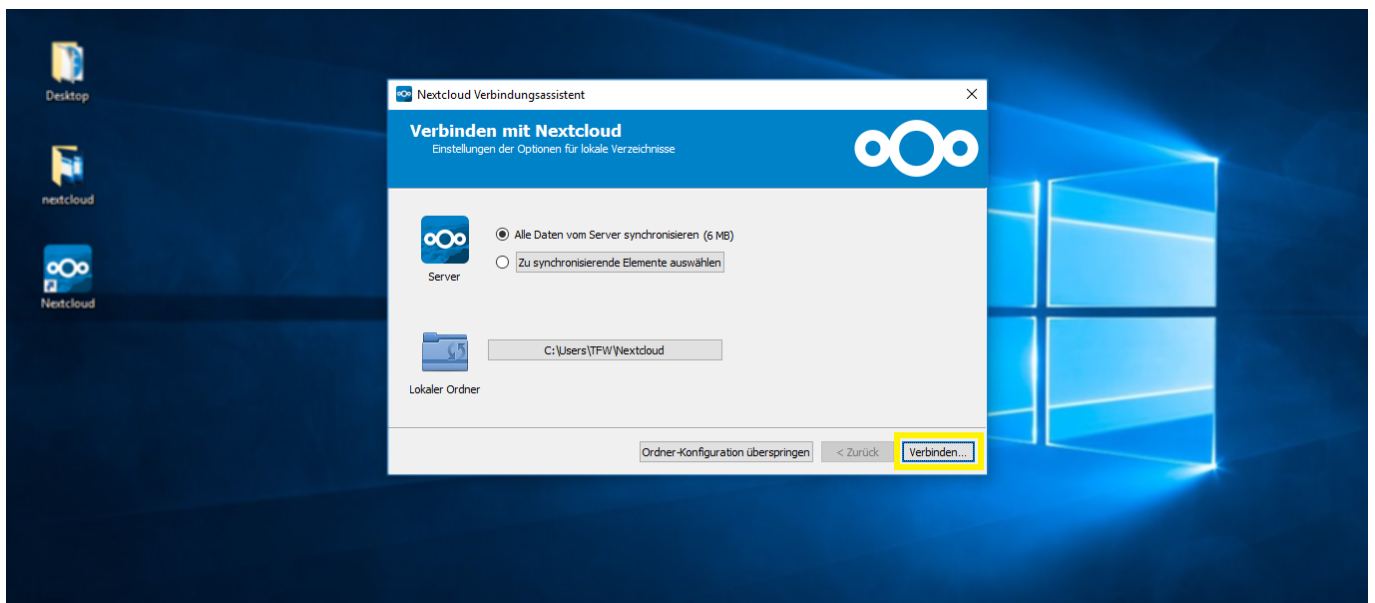 Desktop
nextcloud
Nextcloud
Nextcloud Verbindungsassistent
Verbinden mit Nextcloud
Einstellungen der Optionen für lokale Verzeichnisse
Server
Alle Daten vom Server synchronisieren (6 MB)
Zu synchronisierende Elemente auswählen
Lokaler Ordner
C:\Users\TFW\Nextcloud
Ordner-Konfiguration überspringen
< Zurück
Verbinden...